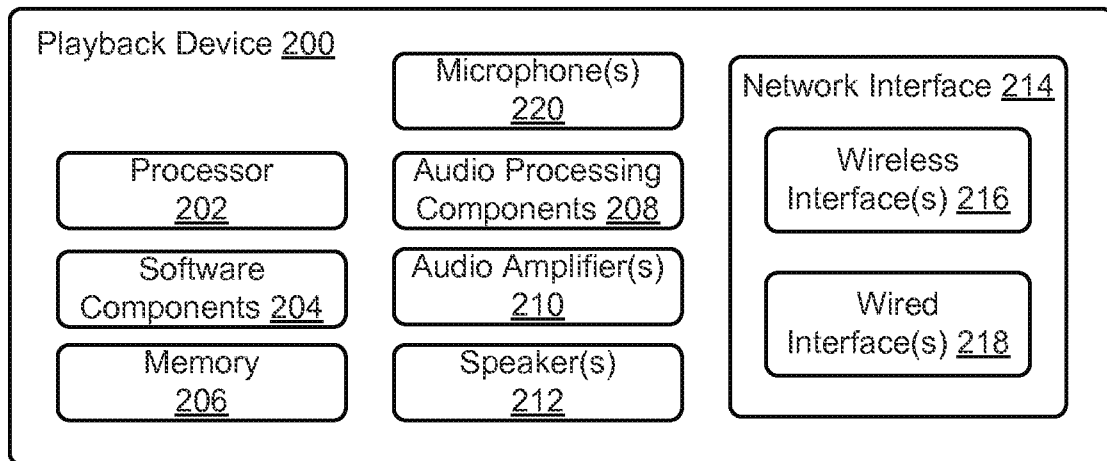 Playback Device 200
Microphone(s)
220
Network Interface 214
Processor
202
Audio Processing
Components 208
Wireless
Interface(s) 216
Software
Components 204
Audio Amplifier(s)
210
Wired
Interface(s) 218
Memory
206
Speaker(s)
212